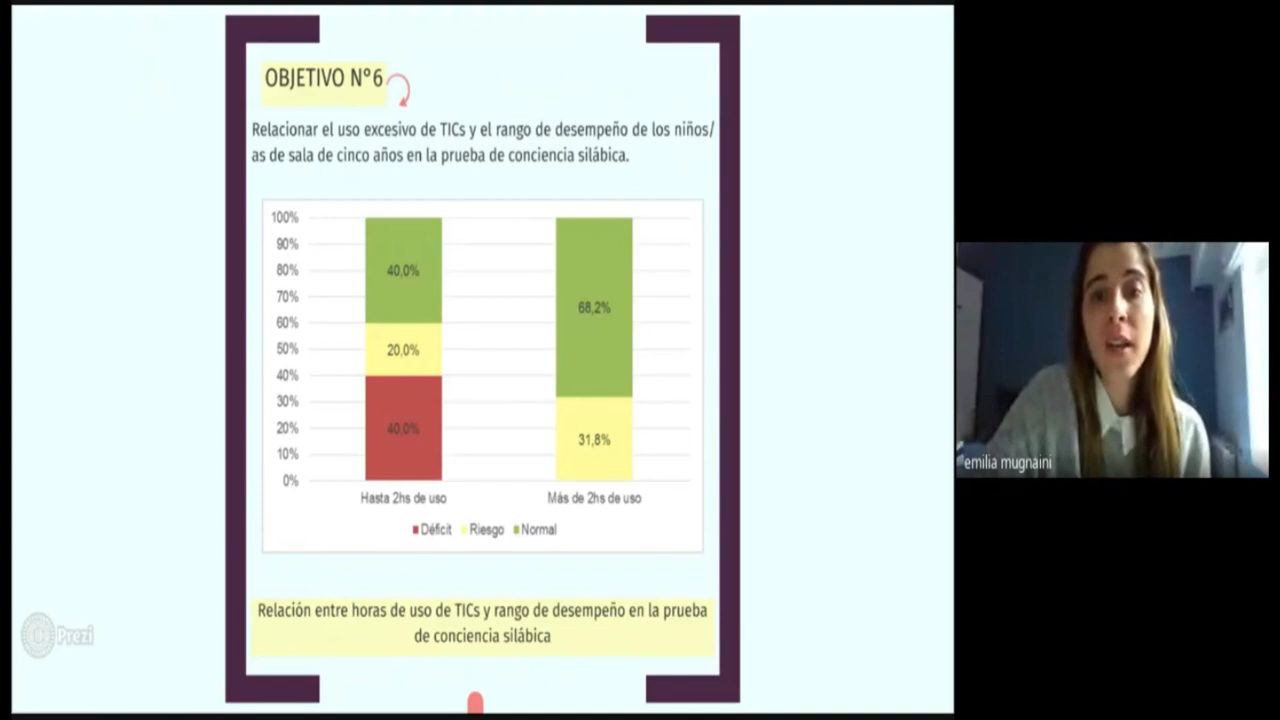 OBJETIVO N°6
Relacionar el uso excesivo de TICs y el rango de desempeño de los niños/
as de sala de cinco años en la prueba de conciencia silábica.
100%
90%
80%
70%
60%
50%
40%
30%
20%
10%
0%
40,0%
20,0%
40,0%
68,2%
31,8%
Hasta 2hs de uso
Más de 2hs de uso
Déficit Riesgo Normal
Relación entre horas de uso de TICs y rango de desempeño en la prueba
de conciencia silábica
Prezi
emilia mugnaini